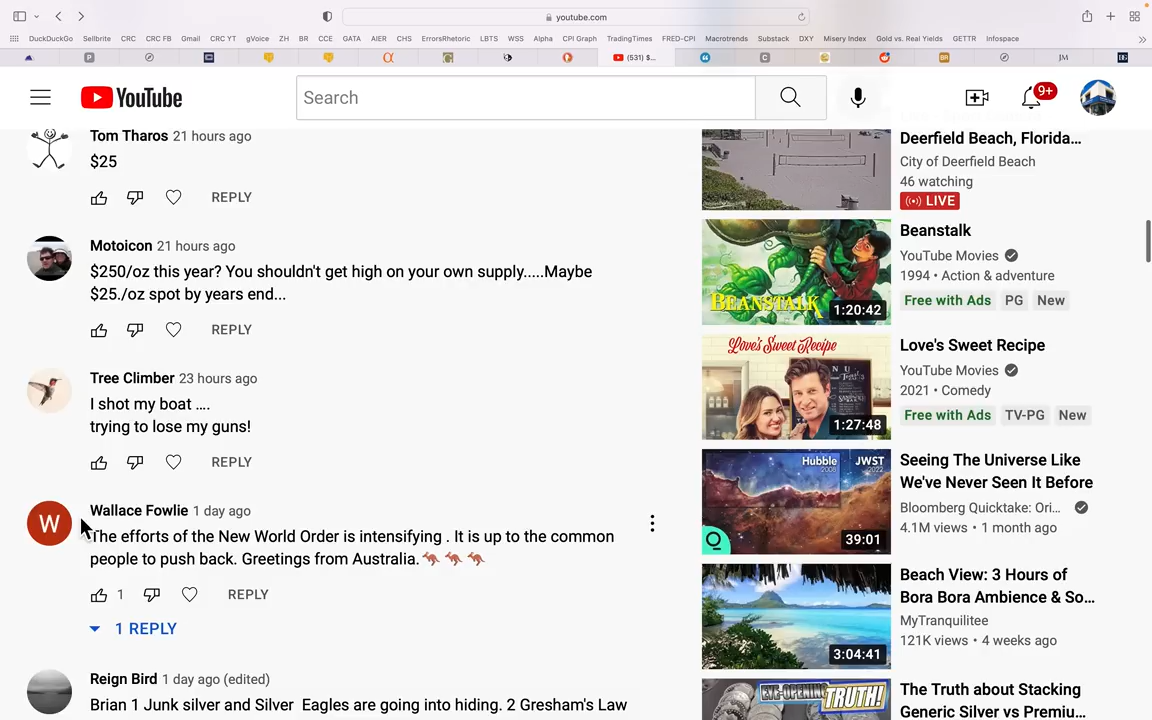 youtube.com
DuckDuckGo Sellbrite CRC CRC FB Gmail CRC YT gVoice ZH BR CCE GATA AIER CHS ErrorsRhetoric LBTS WSS Alpha CPI Graph TradingTimes FRED-CPI Macrotrends Substack DXY Misery Index Gold vs. Real Yields GETTR Infospace
(531) $...
JM
YouTube
Search
9+
Tom Tharos 21 hours ago
$25
REPLY
Motoicon 21 hours ago
$250/oz this year? You shouldn't get high on your own supply.....Maybe
$25./oz spot by years end...
REPLY
Tree Climber 23 hours ago
I shot my boat ....
trying to lose my guns!
REPLY
W
Wallace Fowlie 1 day ago
The efforts of the New World Order is intensifying . It is up to the common
people to push back. Greetings from Australia. 🦘 🦘 🦘
1 REPLY
1 REPLY
Reign Bird 1 day ago (edited)
Brian 1 Junk silver and Silver Eagles are going into hiding. 2 Gresham's Law
Deerfield Beach, Florida...
City of Deerfield Beach
46 watching
LIVE
BEANSTALK
1:20:42
Beanstalk
YouTube Movies
1994 • Action & adventure
Free with Ads PG New
Love's Sweet Recipe
1:27:48
Love's Sweet Recipe
YouTube Movies
2021 • Comedy
Free with Ads TV-PG New
Hubble
2008
JWST
2022
39:01
Seeing The Universe Like
We've Never Seen It Before
Bloomberg Quicktake: Ori...
4.1M views • 1 month ago
3:04:41
Beach View: 3 Hours of
Bora Bora Ambience & So...
MyTranquilitee
121K views • 4 weeks ago
EYE-OPENING
TRUTH!
The Truth about Stacking
Generic Silver vs Premiu...